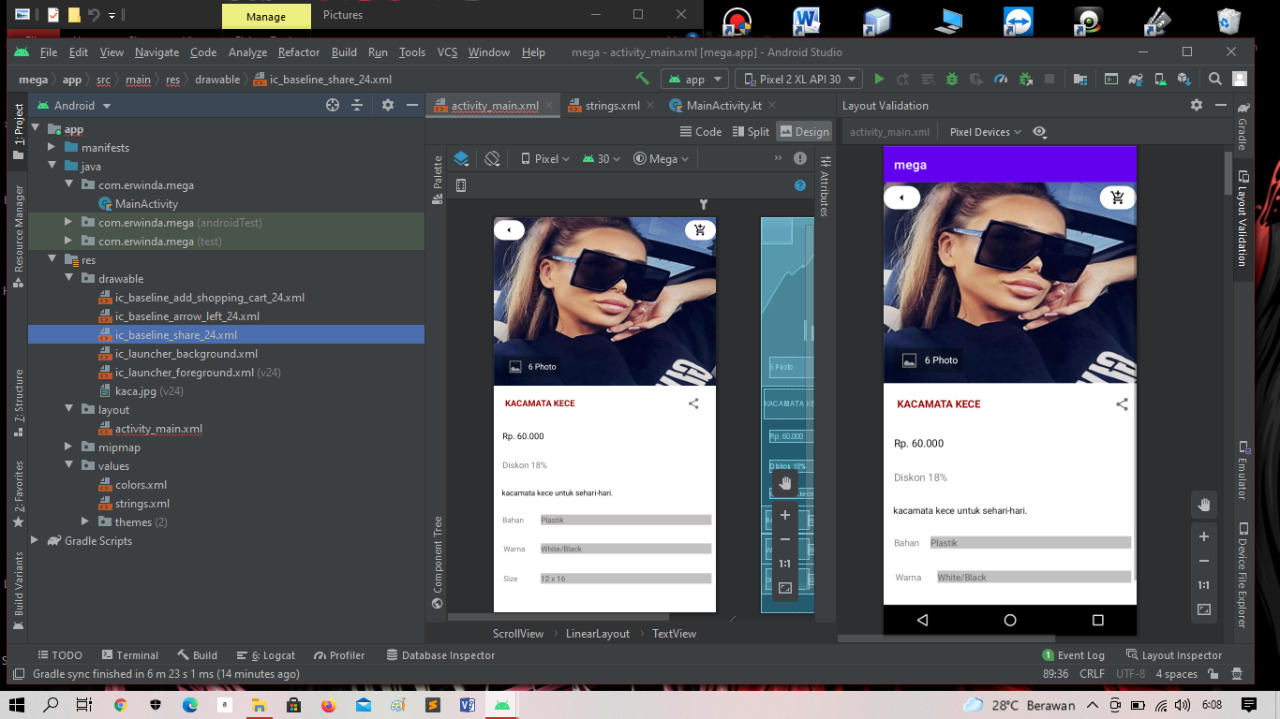 Manage
Pictures
File Edit View Navigate Code Analyze Refactor Build Run Tools VCS Window Help mega - activity_main.xml [mega.app] - Android Studio
mega app src main res drawable ic_baseline_share_24.xml
app Pixel 2 XL API 30
1: Project
Resource Manager
7: Structure
2: Favorites
Build Variants
Android
app
manifests
java
com.erwinda.mega
MainActivity
com.erwinda.mega (androidTest)
com.erwinda.mega (test)
res
drawable
ic_baseline_add_shopping_cart_24.xml
ic_baseline_arrow_left_24.xml
ic_baseline_share_24.xml
ic_launcher_background.xml
ic_launcher_foreground.xml (v24)
kaca.jpg (v24)
layout
activity_main.xml
mipmap
values
colors.xml
strings.xml
themes (2)
Gradle Scripts
activity_main.xml strings.xml MainActivity.kt
Code Split Design
Palette
Component Tree
Pixel 30 Mega
Attributes
6 Photo
KACAMATA KECE
Rp. 60.000
Diskon 18%
kacamata kece untuk sehari-hari.
Bahan Plastik
Warna White/Black
Size 12 x 16
Rp. 60.000
1:1
ScrollView LinearLayout TextView
Layout Validation
activity_main.xml Pixel Devices
mega
6 Photo
KACAMATA KECE
Rp. 60.000
Diskon 18%
kacamata kece untuk sehari-hari.
Bahan Plastik
Warna White/Black
1:1
Gradle
Layout Validation
Emulator
Device File Explorer
TODO Terminal Build 6: Logcat Profiler Database Inspector 1 Event Log Layout Inspector
Gradle sync finished in 6 m 23 s 1 ms (14 minutes ago) 89:36 CRLF UTF-8 4 spaces
28°C Berawan 6:08